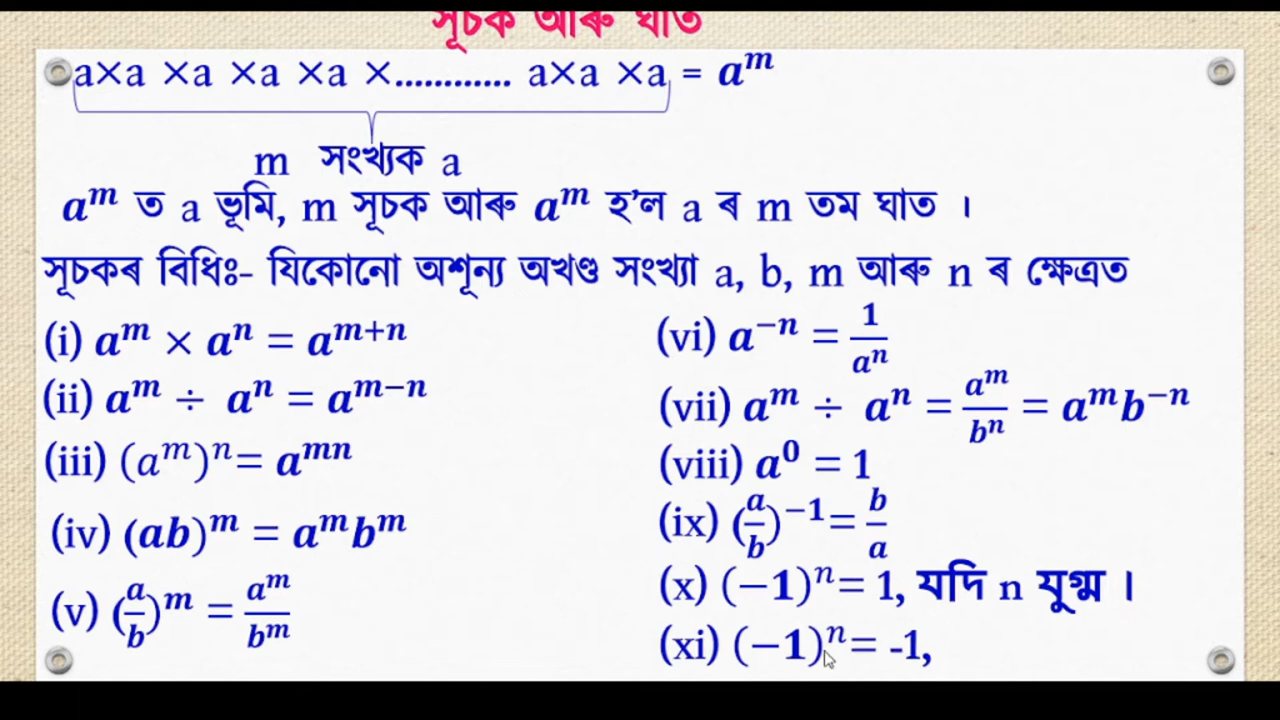 সূচক আৰু ঘাত
a×a ×a ×a ×a ×............ a×a ×a = a^m
m সংখ্যক a
a^m ত a ভূমি, m সূচক আৰু a^m হ'ল a ৰ m তম ঘাত ।
সূচকৰ বিধিঃ- যিকোনো অশূন্য অখণ্ড সংখ্যা a, b, m আৰু n ৰ ক্ষেত্ৰত
(i) a^m × a^n = a^{m+n}
(ii) a^m ÷ a^n = a^{m−n}
(iii) (a^m)^n = a^{mn}
(iv) (ab)^m = a^m b^m
(v) (a/b)^m = a^m/b^m
(vi) a^{−n} = 1/a^n
(vii) a^m ÷ a^n = a^m/b^n = a^m b^{−n}
(viii) a^0 = 1
(ix) (a/b)^{−1} = b/a
(x) (−1)^n = 1, যদি n যুগ্ম ।
(xi) (−1)^n = -1,